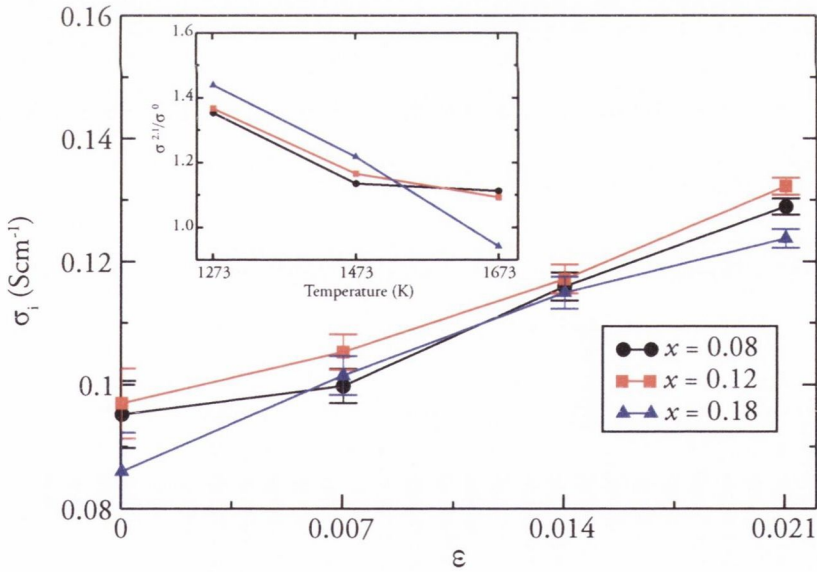 0.16
0.14
0.12
0.1
0.08
σᵢ (Scm⁻¹)
1.6
1.4
1.2
1.0
σ²·¹/σ⁰
1273
1473
1673
Temperature (K)
x = 0.08
x = 0.12
x = 0.18
0
0.007
0.014
0.021
ε